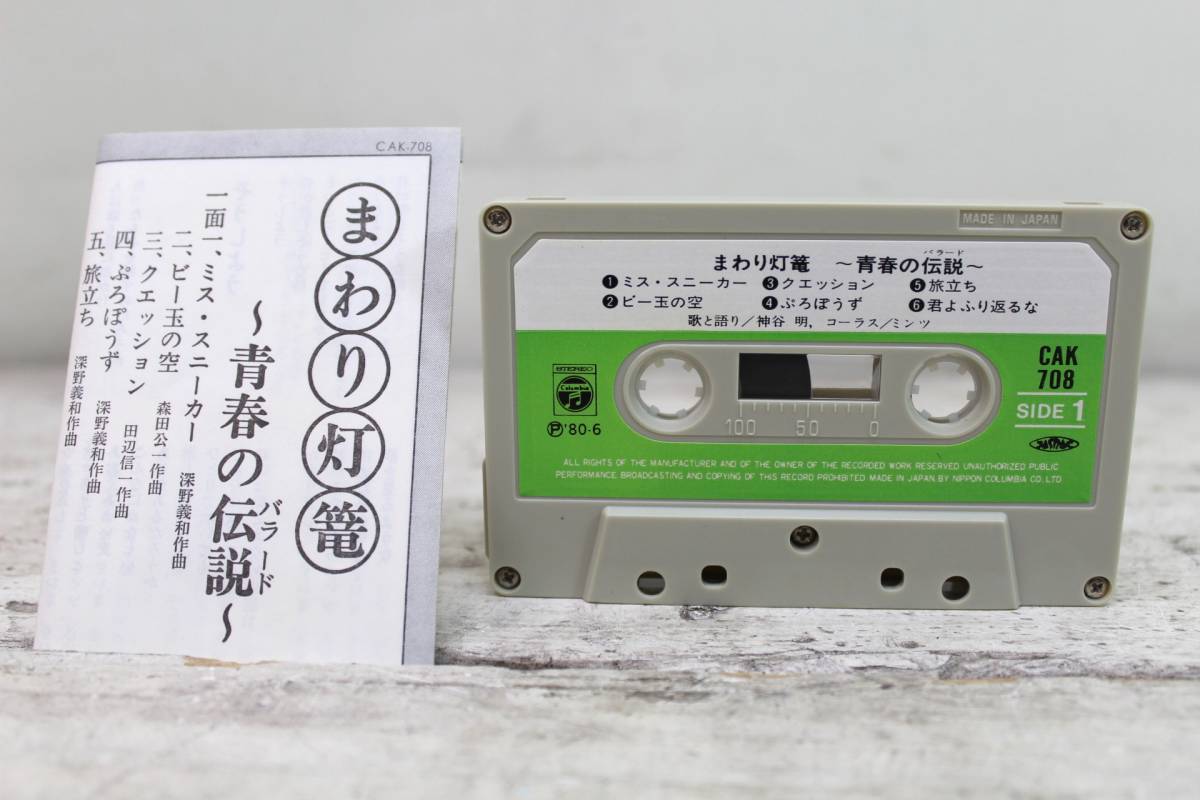 CAK-708
まわり灯篭
バラード
〜青春の伝説〜
一面一、ミス・スニーカー 深野義和作曲
二、ビー玉の空 森田公一作曲
三、クエッション 田辺信一作曲
四、ぷろぽうず 深野義和作曲
五、旅立ち 深野義和作曲
MADE IN JAPAN
バラード
まわり灯篭 〜青春の伝説〜
❶ミス・スニーカー ❸クエッション ❺旅立ち
❷ビー玉の空 ❹ぷろぽうず ❻君よふり返るな
歌と語り/神谷 明, コーラス/ミンツ
STEREO
Columbia
Ⓟ'80-6
100 50 0
CAK
708
SIDE 1
ALL RIGHTS OF THE MANUFACTURER AND OF THE OWNER OF THE RECORDED WORK RESERVED UNAUTHORIZED PUBLIC
PERFORMANCE BROADCASTING AND COPYING OF THIS RECORD PROHIBITED MADE IN JAPAN. BY NIPPON COLUMBIA CO. LTD